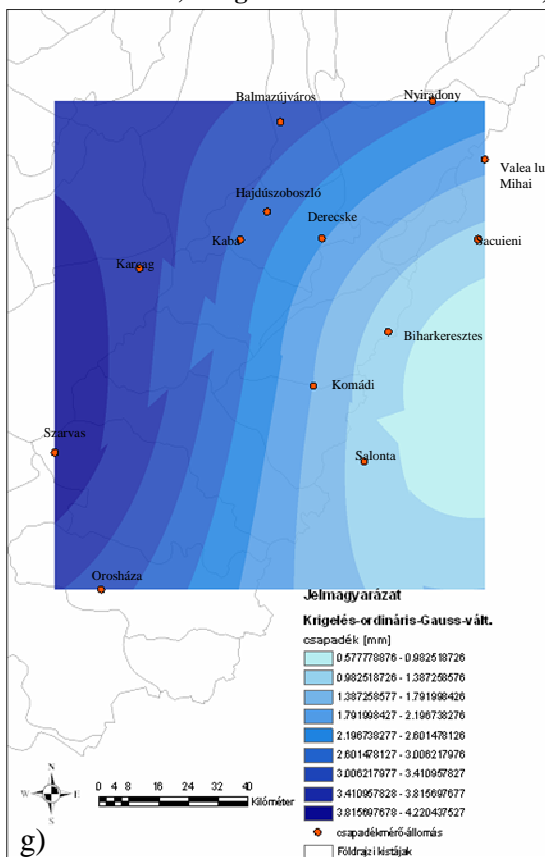 Balmazújváros
Nyiradony
Valea lu
Mihai
Hajdúszoboszló
Derecske
Kaba
Sacuieni
Karcag
Biharkeresztes
Komádi
Szarvas
Salonta
Orosháza
Jelmagyarázat
Krigelés-ordináris-Gauss-vált.
csapadék [mm]
0.577778876 - 0.982518726
0.982518726 - 1.387258576
1.387258577 - 1.791998426
1.791998427 - 2.196738276
2.196738277 - 2.601478126
2.601478127 - 3.006217976
3.006217977 - 3.410957827
3.410957828 - 3.815697677
3.815697678 - 4.220437527
csapadékmérő-állomás
Földrajzi kistájak
N
W
E
S
0 4 8 16 24 32 40
Kilóméter
g)